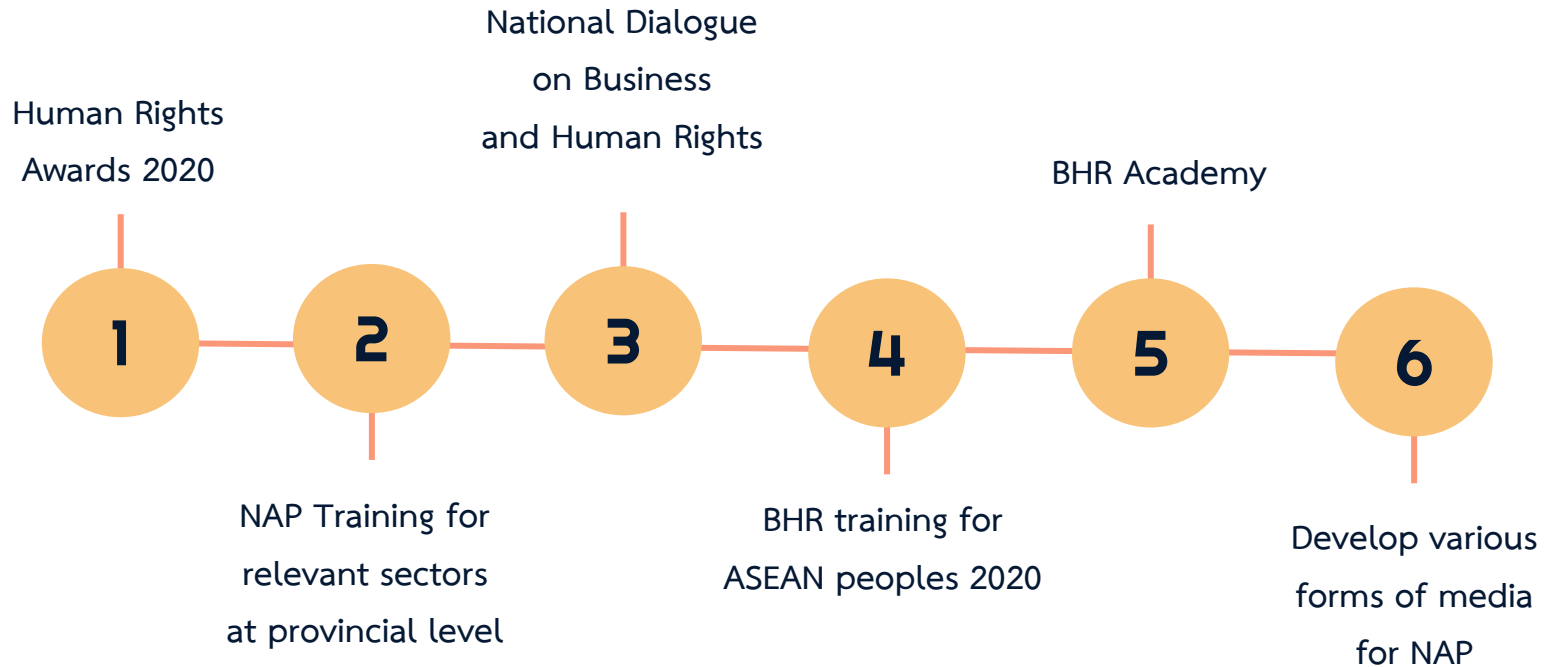 Human Rights
Awards 2020
1
NAP Training for
relevant sectors
at provincial level
2
National Dialogue
on Business
and Human Rights
3
BHR training for
ASEAN peoples 2020
4
BHR Academy
5
Develop various
forms of media
for NAP
6